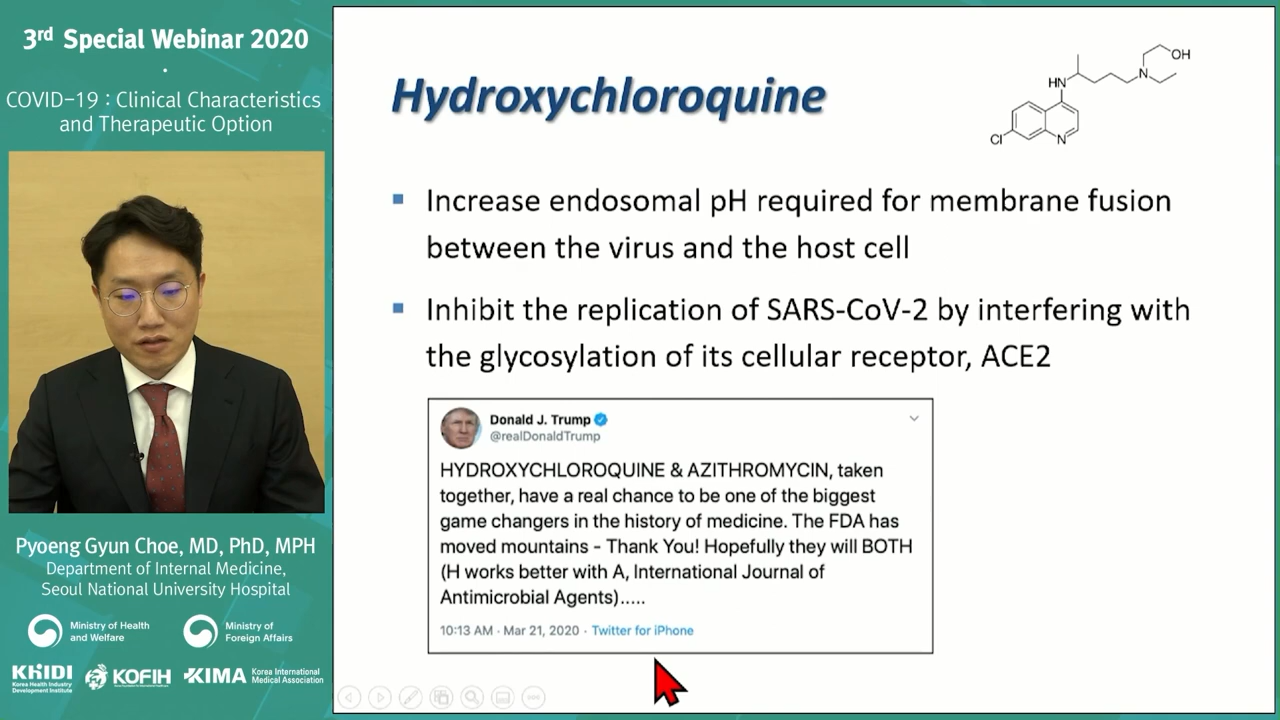 3rd Special Webinar 2020
.
COVID-19 : Clinical Characteristics
and Therapeutic Option
Pyoeng Gyun Choe, MD, PhD, MPH
Department of Internal Medicine,
Seoul National University Hospital
Ministry of Health
and Welfare
Ministry of
Foreign Affairs
KHIDI
Korea Health Industry
Development Institute
KOFIH
KIMA
Korea International
Medical Association
Hydroxychloroquine
HN
N
OH
Cl
N
Increase endosomal pH required for membrane fusion
between the virus and the host cell
Inhibit the replication of SARS-CoV-2 by interfering with
the glycosylation of its cellular receptor, ACE2
Donald J. Trump
@realDonaldTrump
HYDROXYCHLOROQUINE & AZITHROMYCIN, taken
together, have a real chance to be one of the biggest
game changers in the history of medicine. The FDA has
moved mountains - Thank You! Hopefully they will BOTH
(H works better with A, International Journal of
Antimicrobial Agents).....
10:13 AM · Mar 21, 2020 · Twitter for iPhone